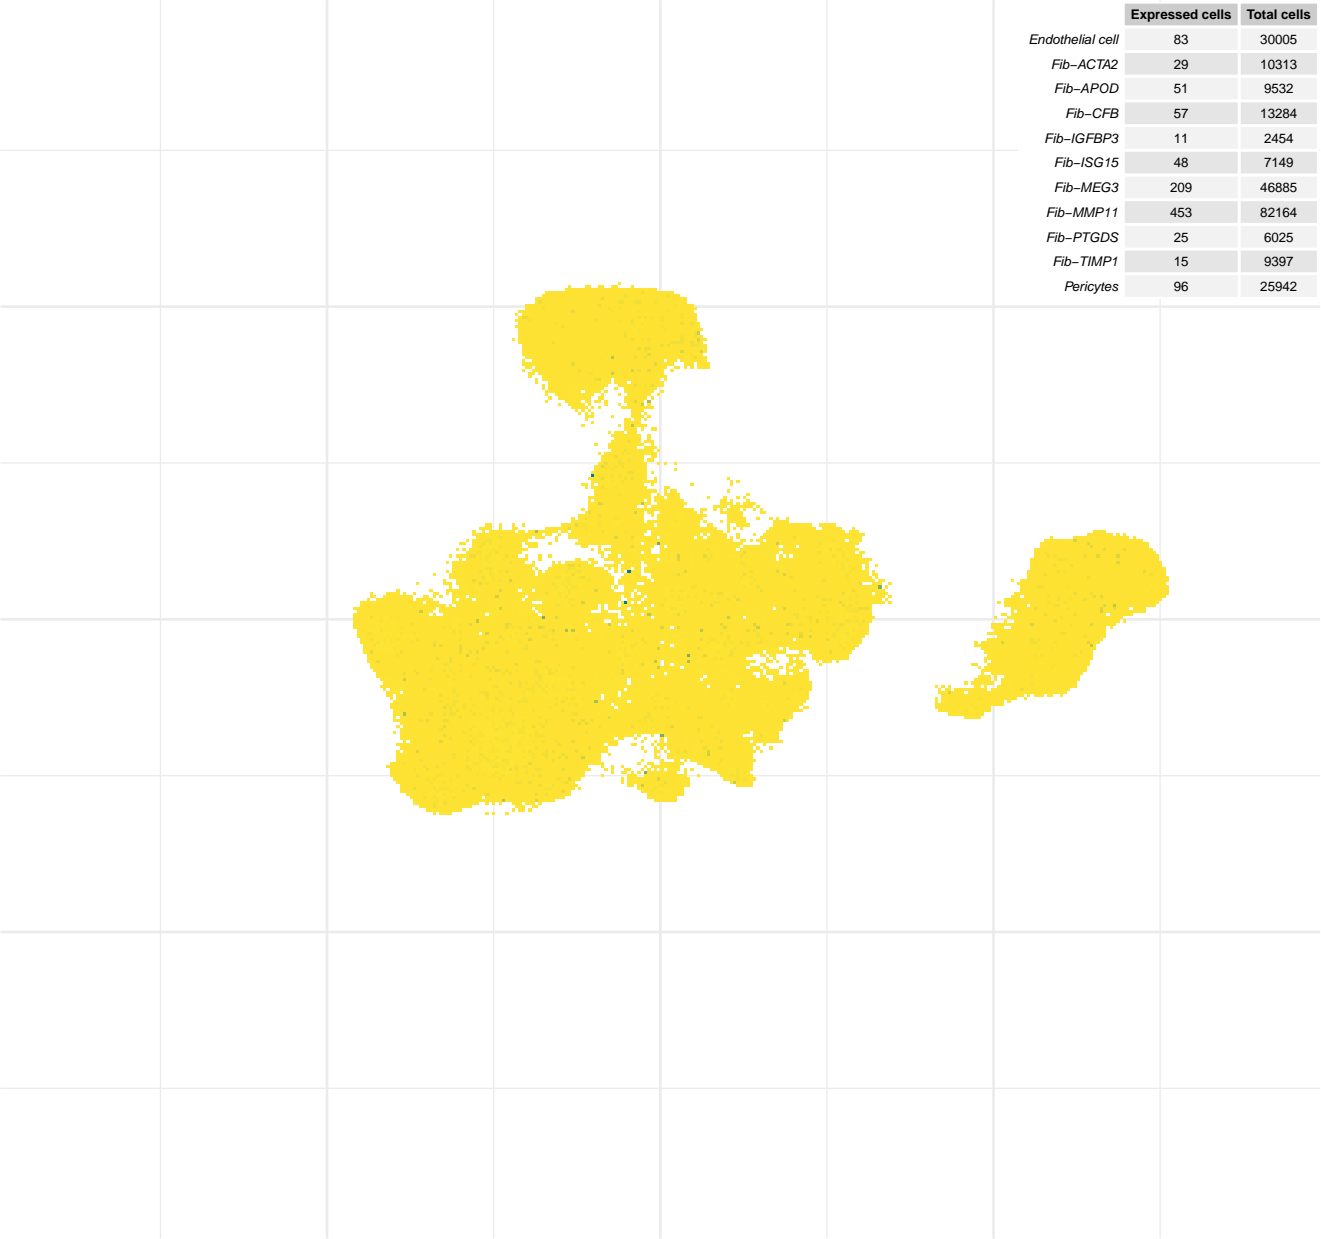 Expressed cells Total cells
Endothelial cell 83 30005
Fib−ACTA2 29 10313
Fib−APOD 51 9532
Fib−CFB 57 13284
Fib−IGFBP3 11 2454
Fib−ISG15 48 7149
Fib−MEG3 209 46885
Fib−MMP11 453 82164
Fib−PTGDS 25 6025
Fib−TIMP1 15 9397
Pericytes 96 25942